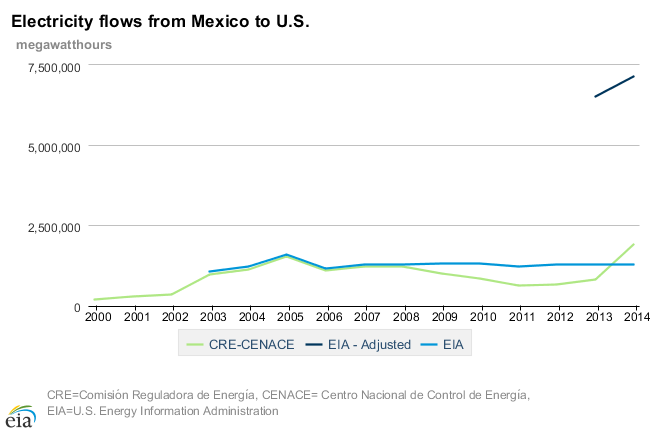 Electricity flows from Mexico to U.S.
megawatthours
7,500,000
5,000,000
2,500,000
0
2000 2001 2002 2003 2004 2005 2006 2007 2008 2009 2010 2011 2012 2013 2014
CRE-CENACE EIA - Adjusted EIA
CRE=Comisión Reguladora de Energía, CENACE= Centro Nacional de Control de Energía,
EIA=U.S. Energy Information Administration
eia